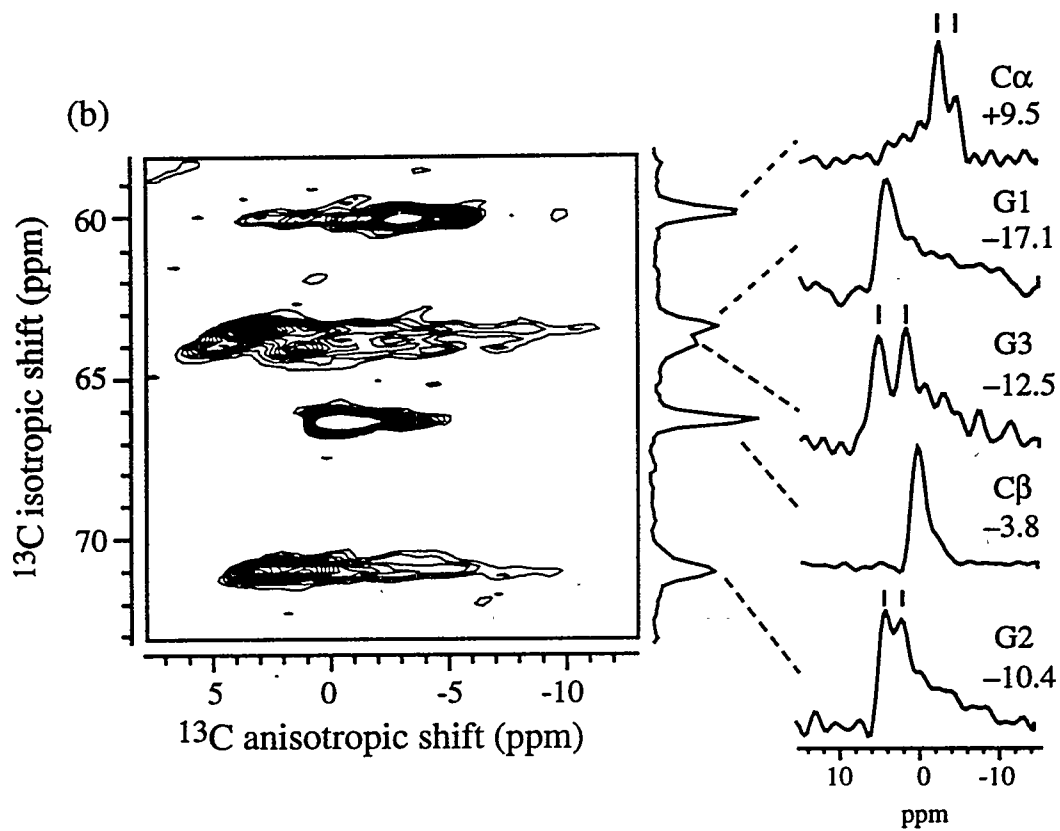 (b)
¹³C isotropic shift (ppm)
60
65
70
5 0 -5 -10
¹³C anisotropic shift (ppm)
Cα
+9.5
G1
−17.1
G3
−12.5
Cβ
−3.8
G2
−10.4
10 0 -10
ppm